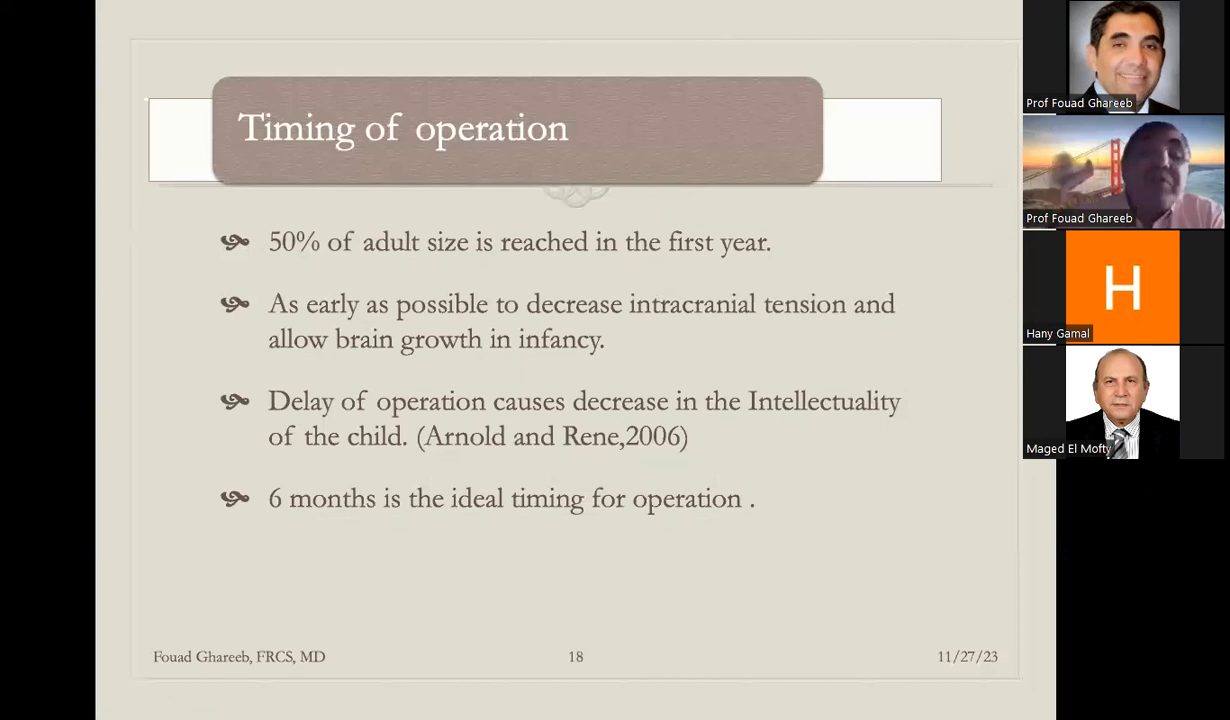 Timing of operation
50% of adult size is reached in the first year.
As early as possible to decrease intracranial tension and
allow brain growth in infancy.
Delay of operation causes decrease in the Intellectuality
of the child. (Arnold and Rene,2006)
6 months is the ideal timing for operation .
Fouad Ghareeb, FRCS, MD
18
11/27/23
Prof Fouad Ghareeb
Prof Fouad Ghareeb
H
Hany Gamal
Maged El Mofty